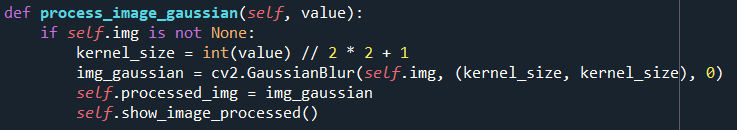 def process_image_gaussian(self, value):
    if self.img is not None:
        kernel_size = int(value) // 2 * 2 + 1
        img_gaussian = cv2.GaussianBlur(self.img, (kernel_size, kernel_size), 0)
        self.processed_img = img_gaussian
        self.show_image_processed()